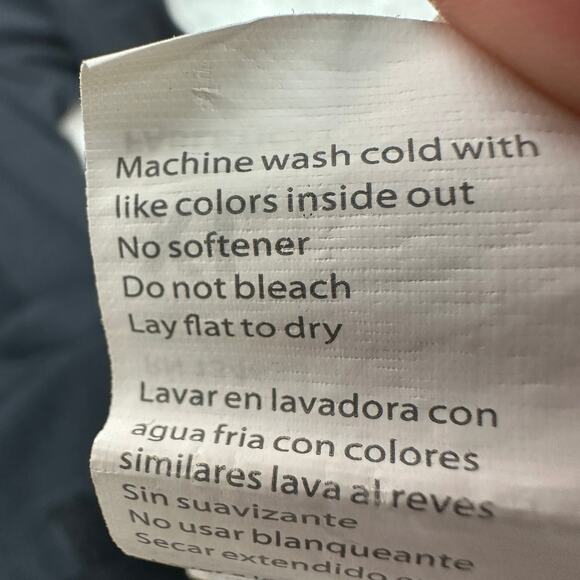 Machine wash cold with
like colors inside out
No softener
Do not bleach
Lay flat to dry
Lavar en lavadora con
agua fria con colores
similares lava al reves
Sin suavizante
No usar blanqueante
Secar extendido